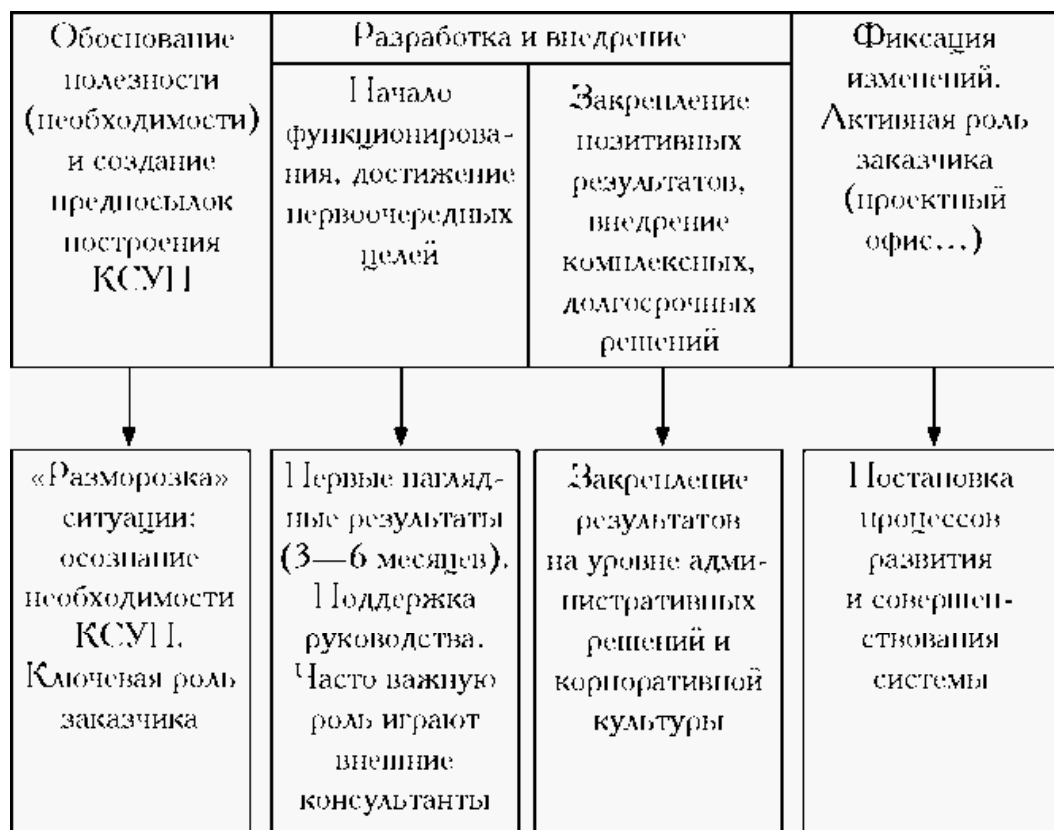 Обоснование
полезности
(необходимости)
и создание
предпосылок
построения
КСУП
Разработка и внедрение
Начало
функционирова-
ния, достижение
первоочередных
целей
Закрепление
позитивных
результатов,
внедрение
комплексных,
долгосрочных
решений
Фиксация
изменений.
Активная роль
заказчика
(проектный
офис...)
«Разморозка»
ситуации:
осознание
необходимости
КСУП.
Ключевая роль
заказчика
Первые нагляд-
ные результаты
(3—6 месяцев).
Поддержка
руководства.
Часто важную
роль играют
внешние
консультанты
Закрепление
результатов
на уровне адми-
нистративных
решений и
корпоративной
культуры
Постановка
процессов
развития
и совершен-
ствования
системы